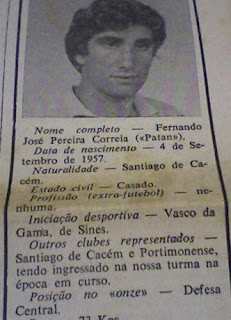 Nome completo — Fernando
José Pereira Correia («Patan»),
Data de nascimento — 4 de Se-
tembro de 1957.
Naturalidade — Santiago de Ca-
cém.
Estado civil — Casado.
Profissão (extra-futebol) — ne-
nhuma.
Iniciação desportiva — Vasco da
Gama, de Sines.
Outros clubes representados —
Santiago de Cacém e Portimonense,
tendo ingressado na nossa turma na
época em curso.
Posição no «onze» — Defesa
Central.
Kgs.